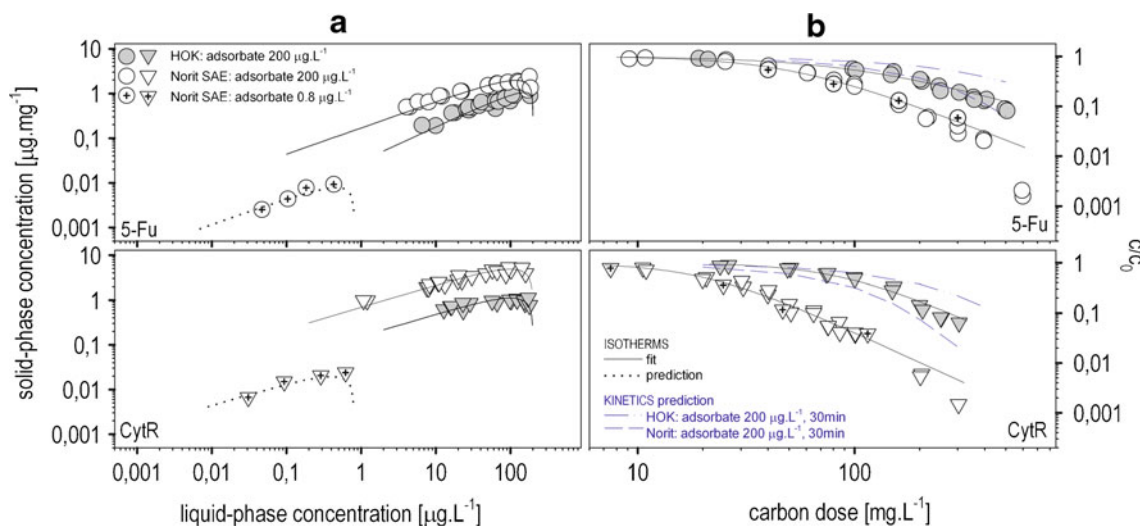 a
b
HOK: adsorbate 200 µg.L-1
Norit SAE: adsorbate 200 µg.L-1
Norit SAE: adsorbate 0.8 µg.L-1
10
1
0,1
0,01
0,001
5-Fu
1
0,1
0,01
0,001
5-Fu
solid-phase concentration [µg.mg-1]
c/c0
10
1
0,1
0,01
0,001
CytR
ISOTHERMS
fit
prediction
KINETICS prediction
HOK: adsorbate 200 µg.L-1, 30min
Norit: adsorbate 200 µg.L-1, 30min
1
0,1
0,01
0,001
CytR
0,001 0,01 0,1 1 10 100
10 100
liquid-phase concentration [µg.L-1]
carbon dose [mg.L-1]